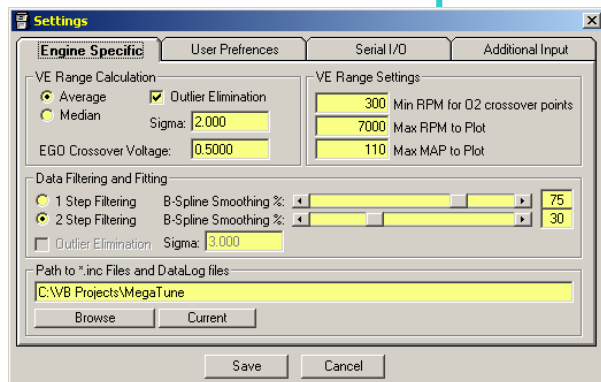 Settings
Engine Specific User Prefrences Serial I/O Additional Input
VE Range Calculation
Average Outlier Elimination
Median
Sigma: 2.000
EGO Crossover Voltage: 0.5000
VE Range Settings
300 Min RPM for O2 crossover points
7000 Max RPM to Plot
110 Max MAP to Plot
Data Filtering and Fitting
1 Step Filtering B-Spline Smoothing %: 75
2 Step Filtering B-Spline Smoothing %: 30
Outlier Elimination Sigma: 3.000
Path to *.inc Files and DataLog files
C:\VB Projects\MegaTune
Browse Current
Save Cancel